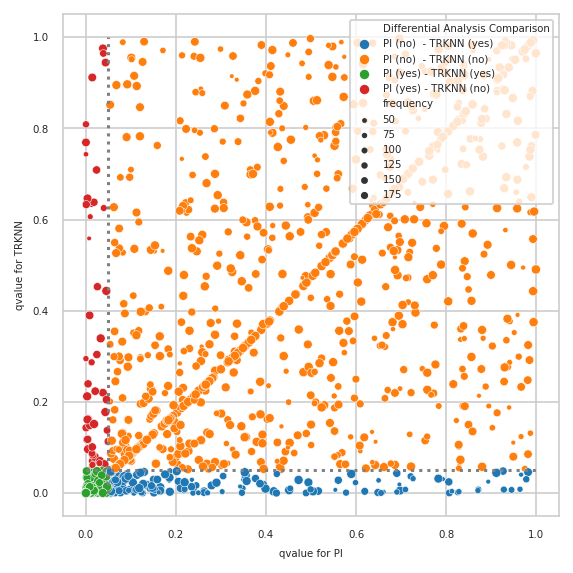 Differential Analysis Comparison
PI (no) - TRKNN (yes)
PI (no) - TRKNN (no)
PI (yes) - TRKNN (yes)
PI (yes) - TRKNN (no)
frequency
50
75
100
125
150
175
qvalue for TRKNN
1.0
0.8
0.6
0.4
0.2
0.0
0.0 0.2 0.4 0.6 0.8 1.0
qvalue for PI